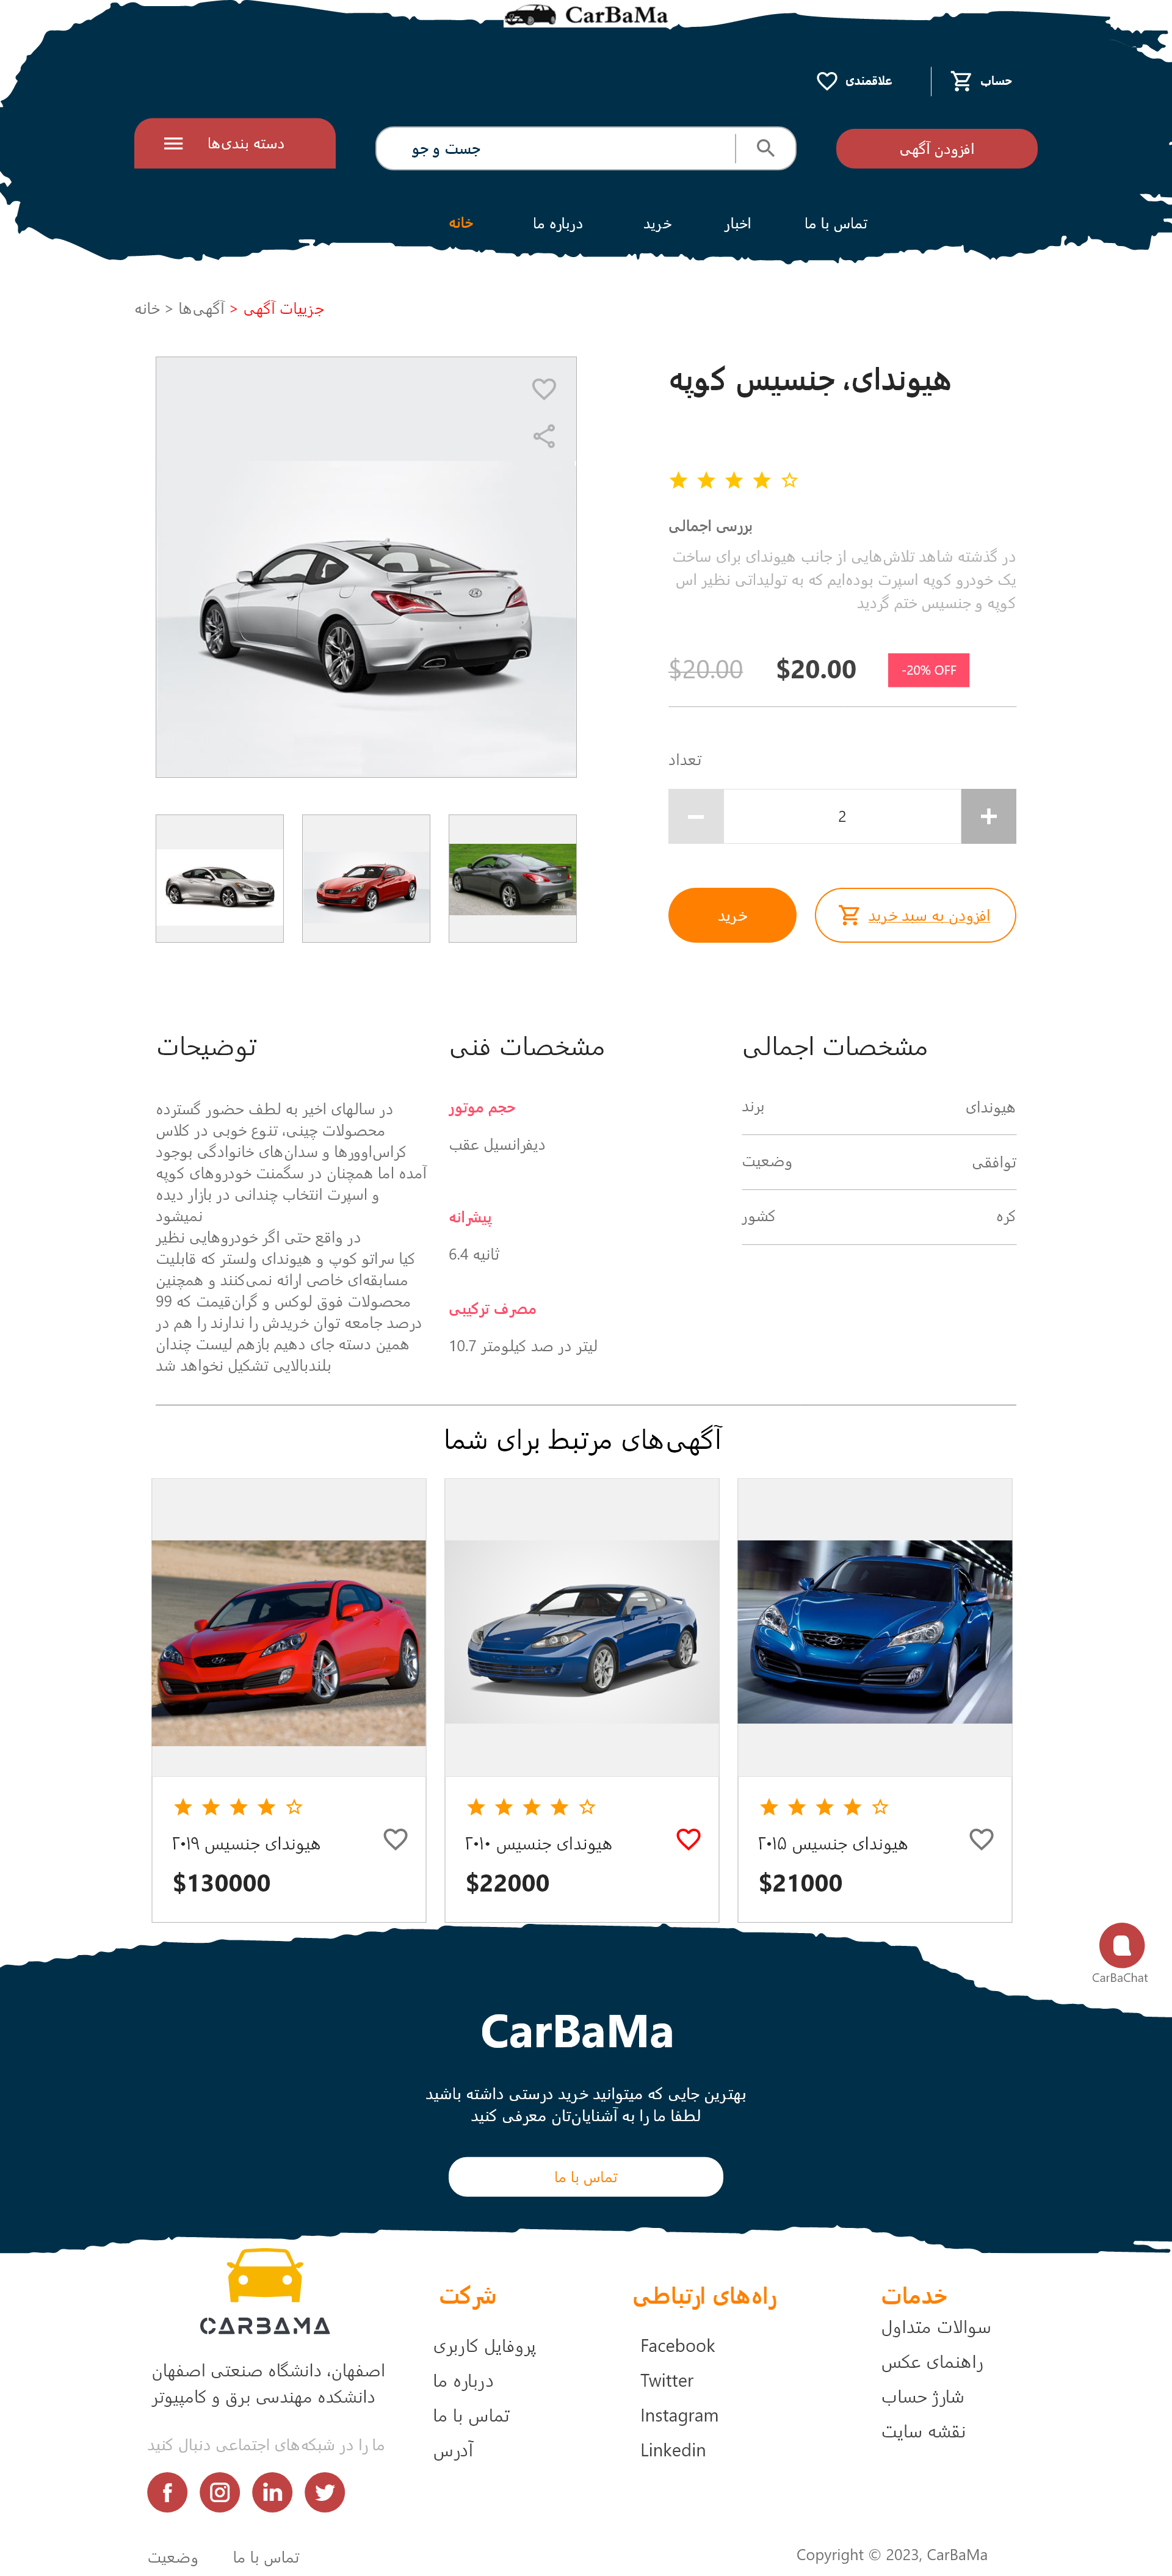 CarBaMa
علاقمندی
حساب
دسته بندی‌ها
جست و جو
افزودن آگهی
خانه
درباره ما
خرید
اخبار
تماس با ما
جزییات آگهی > آگهی‌ها > خانه
هیوندای، جنسیس کوپه
بررسی اجمالی
در گذشته شاهد تلاش‌هایی از جانب هیوندای برای ساخت
یک خودرو کوپه اسپرت بوده‌ایم که به تولیداتی نظیر اس
کوپه و جنسیس ختم گردید
$20.00
$20.00
-20% OFF
تعداد
2
خرید
افزودن به سبد خرید
توضیحات
در سالهای اخیر به لطف حضور گسترده
محصولات چینی، تنوع خوبی در کلاس
کراس‌اوورها و سدان‌های خانوادگی بوجود
آمده اما همچنان در سگمنت خودروهای کوپه
و اسپرت انتخاب چندانی در بازار دیده
نمیشود
در واقع حتی اگر خودروهایی نظیر
کیا سراتو کوپ و هیوندای ولستر که قابلیت
مسابقه‌ای خاصی ارائه نمی‌کنند و همچنین
محصولات فوق لوکس و گران‌قیمت که 99
درصد جامعه توان خریدش را ندارند را هم در
همین دسته جای دهیم بازهم لیست چندان
بلندبالایی تشکیل نخواهد شد
مشخصات فنی
حجم موتور
دیفرانسیل عقب
پیشرانه
6.4 ثانیه
مصرف ترکیبی
10.7 لیتر در صد کیلومتر
مشخصات اجمالی
برند
هیوندای
وضعیت
توافقی
کشور
کره
آگهی‌های مرتبط برای شما
هیوندای جنسیس ۲۰۱۹
$130000
هیوندای جنسیس ۲۰۱۰
$22000
هیوندای جنسیس ۲۰۱۵
$21000
CarBaChat
CarBaMa
بهترین جایی که میتوانید خرید درستی داشته باشید
لطفا ما را به آشنایان‌تان معرفی کنید
تماس با ما
CARBAMA
اصفهان، دانشگاه صنعتی اصفهان
دانشکده مهندسی برق و کامپیوتر
ما را در شبکه‌های اجتماعی دنبال کنید
شرکت
پروفایل کاربری
درباره ما
تماس با ما
آدرس
راه‌های ارتباطی
Facebook
Twitter
Instagram
Linkedin
خدمات
سوالات متداول
راهنمای عکس
شارژ حساب
نقشه سایت
وضعیت
تماس با ما
Copyright © 2023, CarBaMa